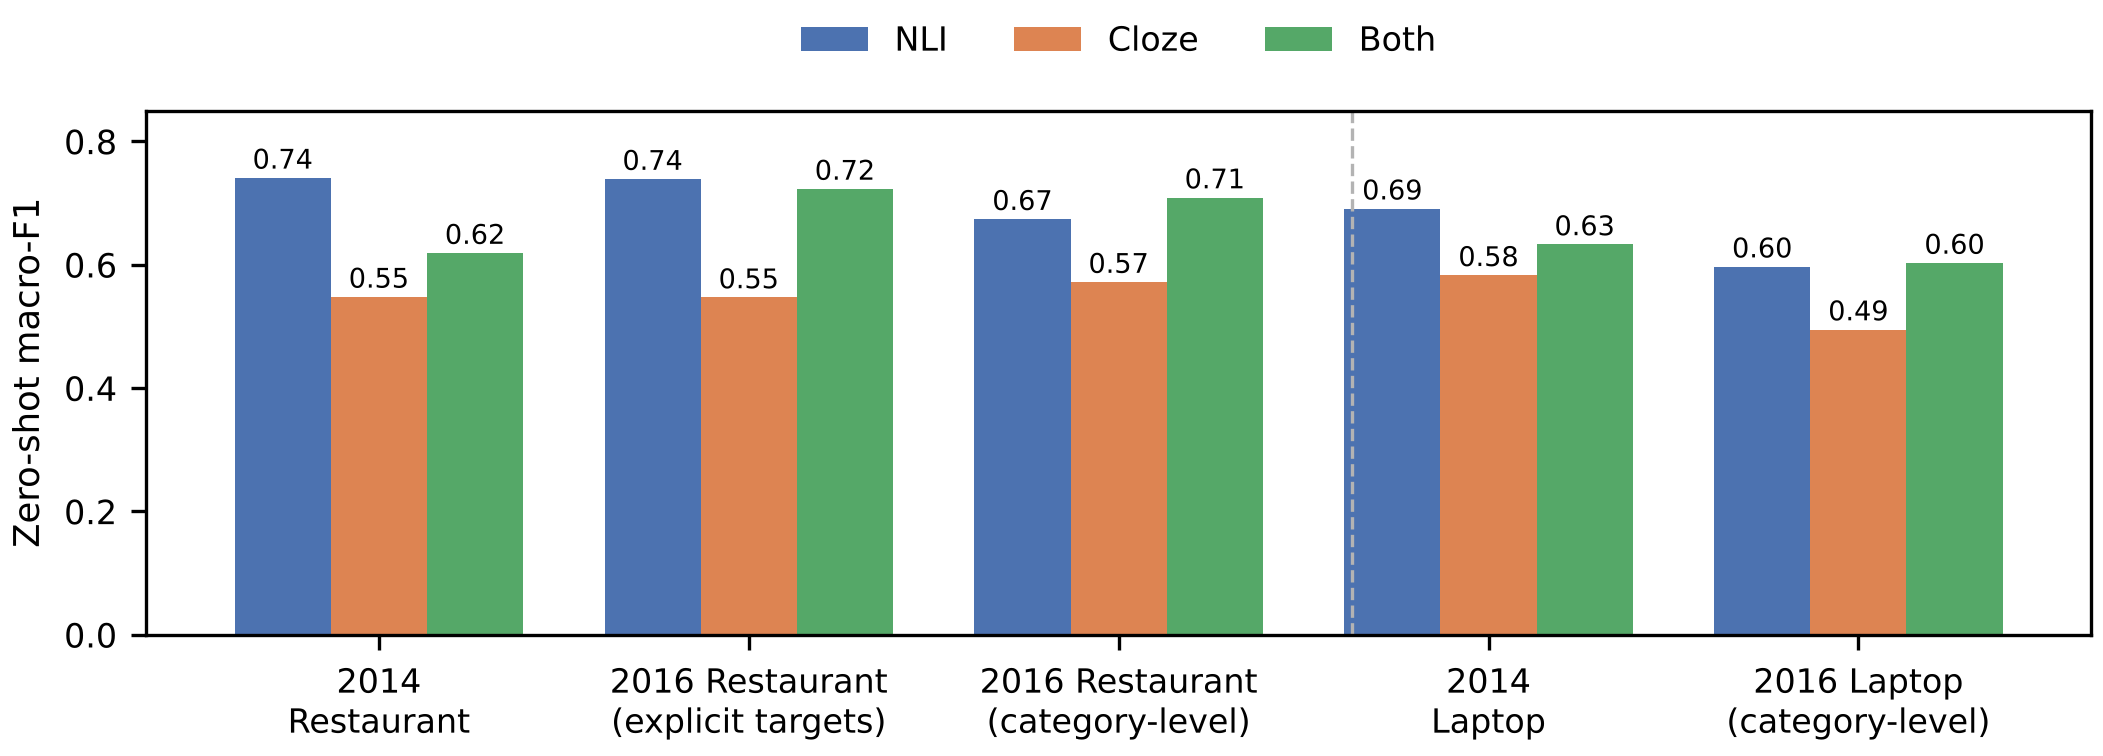 NLI Cloze Both
Zero-shot macro-F1
0.8
0.6
0.4
0.2
0.0
0.74 0.55 0.62
0.74 0.55 0.72
0.67 0.57 0.71
0.69 0.58 0.63
0.60 0.49 0.60
2014
Restaurant
2016 Restaurant
(explicit targets)
2016 Restaurant
(category-level)
2014
Laptop
2016 Laptop
(category-level)